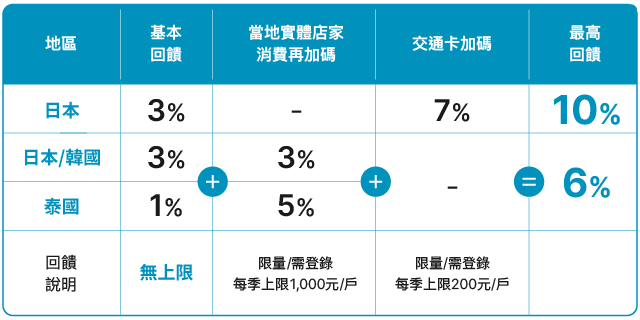 地區 基本回饋 當地實體店家消費再加碼 交通卡加碼 最高回饋
日本 3% – 7% 10%
日本/韓國 3% + 3% + – = 6%
泰國 1% 5%
回饋說明 無上限 限量/需登錄 每季上限1,000元/戶 限量/需登錄 每季上限200元/戶